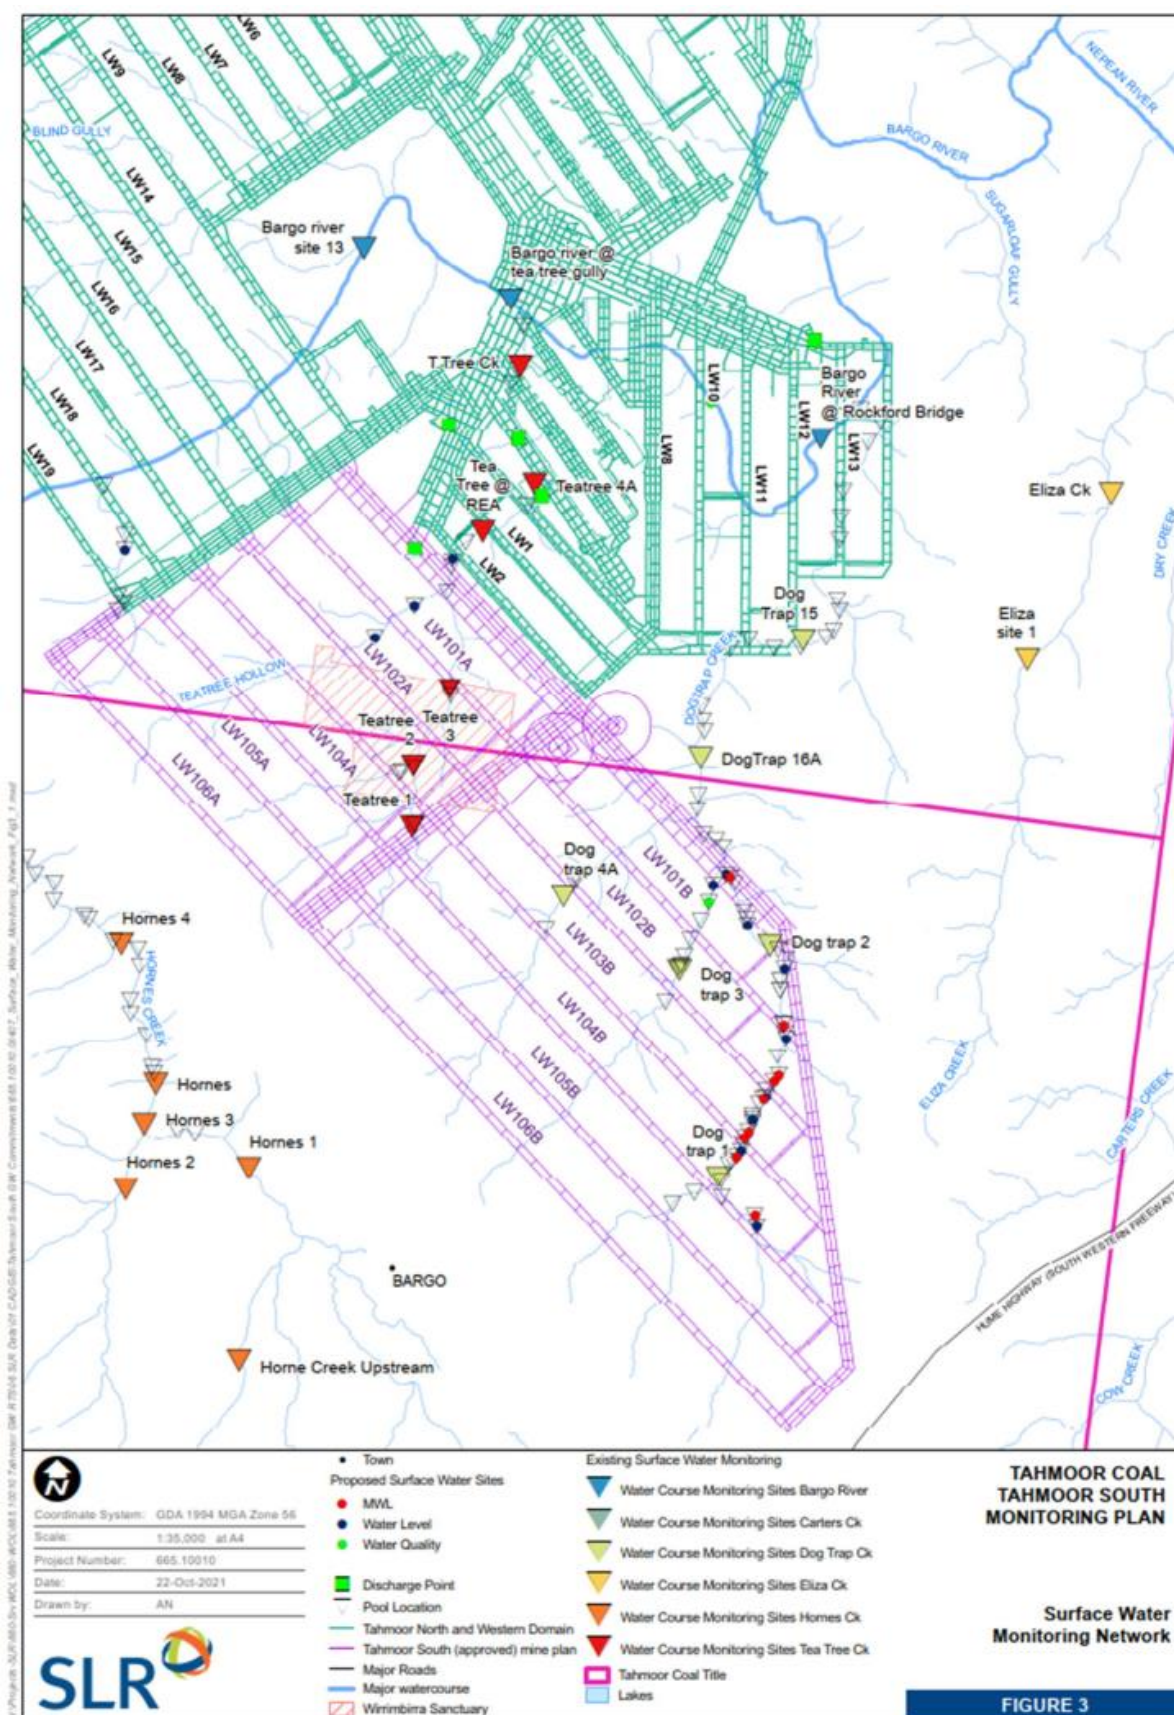 LW9
LW8
LW7
LW6
NEPEAN RIVER
BLIND GULLY
BARGO RIVER
LW14
SUGARLOAF GULLY
Bargo river
site 13
LW15
Bargo river @
tea tree gully
LW16
LW17
T Tree Ck
LW10
Bargo
River
@ Rockford Bridge
LW18
LW12
LW19
LW8
LW13
Tea
Tree @
REA
Teatree 4A
LW11
Eliza Ck
DRY CREEK
LW1
LW2
Dog
Trap 15
Eliza
site 1
LW101A
LW102A
DOGTRAP CREEK
TEATREE HOLLOW
Teatree
3
Teatree
2
LW104A
LW105A
LW106A
DogTrap 16A
Teatree 1
Dog
trap 4A
LW101B
LW102B
Hornes 4
LW103B
Dog trap 2
HORNES CREEK
Dog
trap 3
LW104B
LW105B
ELIZA CREEK
Hornes
CARTERS CREEK
LW106B
Hornes 3
Dog
trap 1
Hornes 1
Hornes 2
BARGO
HUME HIGHWAY (SOUTH WESTERN FREEWAY)
Horne Creek Upstream
COW CREEK
N
Coordinate System: GDA 1994 MGA Zone 56
Scale: 1:35,000 at A4
Project Number: 665.10010
Date: 22-Oct-2021
Drawn by: AN
SLR
Town
Proposed Surface Water Sites
MWL
Water Level
Water Quality
Discharge Point
Pool Location
Tahmoor North and Western Domain
Tahmoor South (approved) mine plan
Major Roads
Major watercourse
Wirrimbirra Sanctuary
Existing Surface Water Monitoring
Water Course Monitoring Sites Bargo River
Water Course Monitoring Sites Carters Ck
Water Course Monitoring Sites Dog Trap Ck
Water Course Monitoring Sites Eliza Ck
Water Course Monitoring Sites Hornes Ck
Water Course Monitoring Sites Tea Tree Ck
Tahmoor Coal Title
Lakes
TAHMOOR COAL
TAHMOOR SOUTH
MONITORING PLAN
Surface Water
Monitoring Network
FIGURE 3